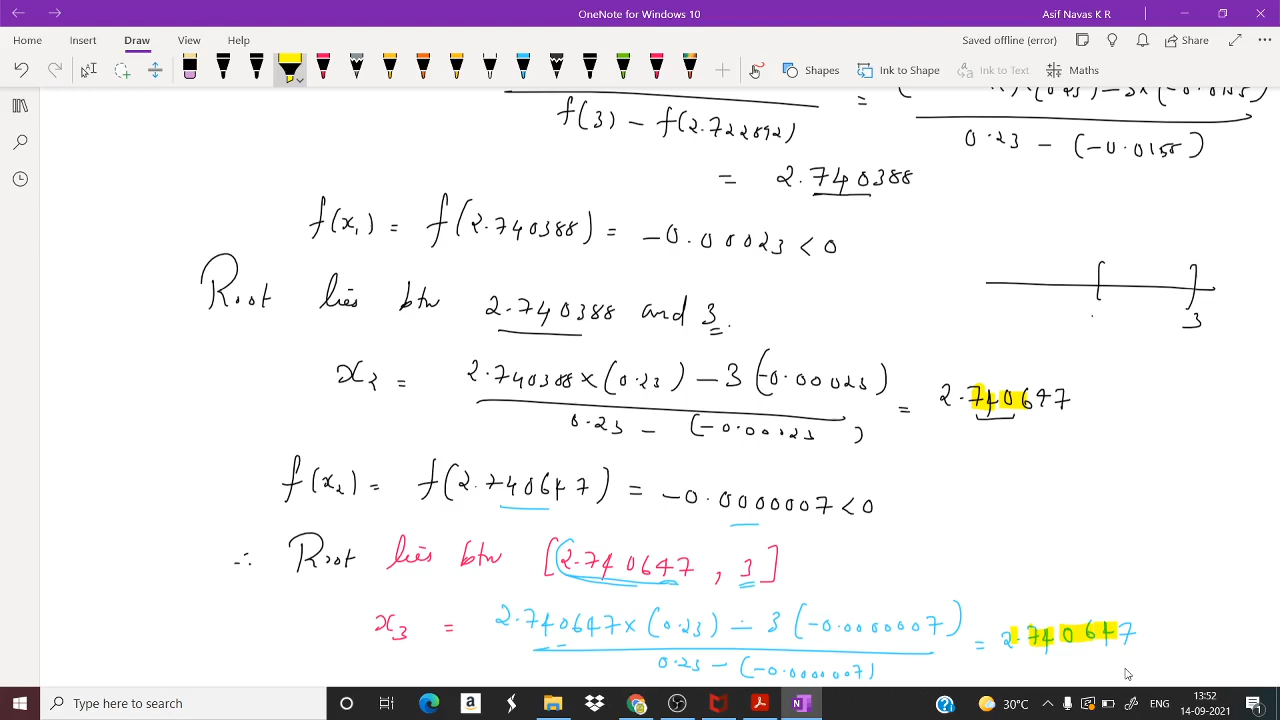 OneNote for Windows 10
Asif Navas K R
Home Insert Draw View Help
Saved offline (error)
Share
Shapes
Ink to Shape
Ink to Text
Maths
f(3) - f(2.722892)
=
0.23 - (-0.0155)
= 2.740388
f(x₁) = f(2.740388) = -0.00023 < 0
Root lies btw 2.740388 and 3.
3
x₂ = 2.740388 × (0.23) - 3(-0.00023)
0.23 - (-0.00023)
= 2.740647
f(x₂) = f(2.740647) = -0.0000007 < 0
∴ Root lies btw [2.740647, 3]
x₃ = 2.740647 × (0.23) - 3(-0.0000007)
0.23 - (-0.0000007)
= 2.740647
Type here to search
30°C
ENG
13:52
14-09-2021